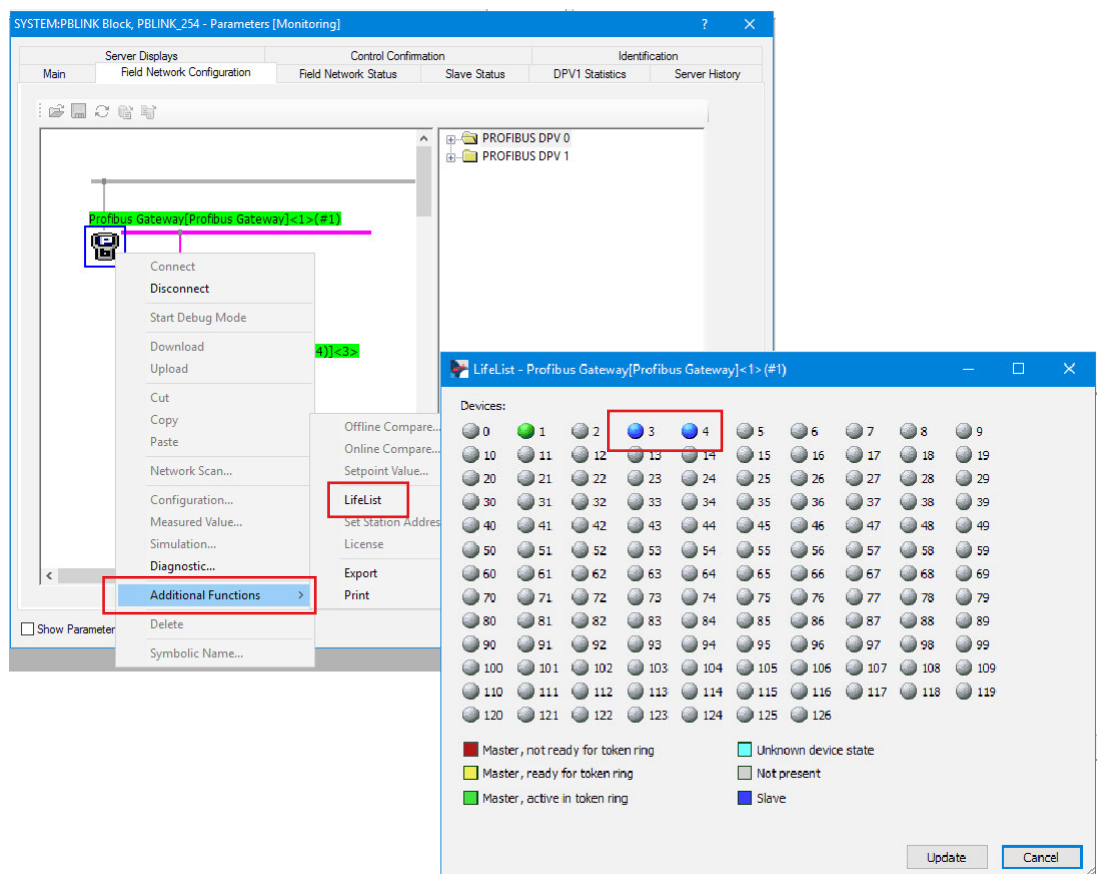 SYSTEM:PBLINK Block, PBLINK_254 - Parameters [Monitoring]
Server Displays Control Confirmation Identification
Main Field Network Configuration Field Network Status Slave Status DPV1 Statistics Server History
PROFIBUS DPV 0
PROFIBUS DPV 1
Profibus Gateway[Profibus Gateway]<1>(#1)
4)]<3>
Connect
Disconnect
Start Debug Mode
Download
Upload
Cut
Copy
Paste
Network Scan...
Configuration...
Measured Value...
Simulation...
Diagnostic...
Additional Functions >
Delete
Symbolic Name...
Show Parameter
Offline Compare...
Online Compare...
Setpoint Value...
LifeList
Set Station Addres
License
Export
Print
LifeList - Profibus Gateway[Profibus Gateway]<1>(#1)
Devices:
0 1 2 3 4 5 6 7 8 9
10 11 12 13 14 15 16 17 18 19
20 21 22 23 24 25 26 27 28 29
30 31 32 33 34 35 36 37 38 39
40 41 42 43 44 45 46 47 48 49
50 51 52 53 54 55 56 57 58 59
60 61 62 63 64 65 66 67 68 69
70 71 72 73 74 75 76 77 78 79
80 81 82 83 84 85 86 87 88 89
90 91 92 93 94 95 96 97 98 99
100 101 102 103 104 105 106 107 108 109
110 111 112 113 114 115 116 117 118 119
120 121 122 123 124 125 126
Master, not ready for token ring
Master, ready for token ring
Master, active in token ring
Unknown device state
Not present
Slave
Update Cancel